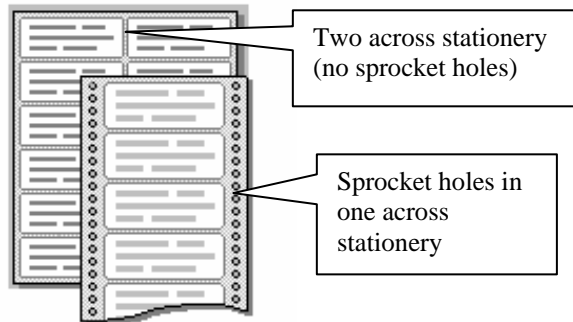 Two across stationery
(no sprocket holes)
Sprocket holes in
one across
stationery